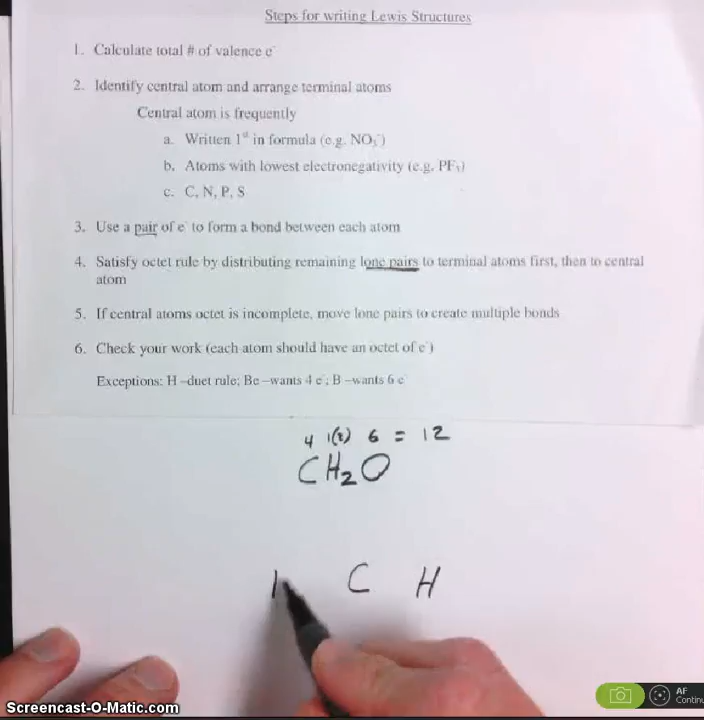 Steps for writing Lewis Structures
1. Calculate total # of valence e⁻
2. Identify central atom and arrange terminal atoms
Central atom is frequently
a. Written 1st in formula (e.g. NO₃⁻)
b. Atoms with lowest electronegativity (e.g. PF₃)
c. C, N, P, S
3. Use a pair of e⁻ to form a bond between each atom
4. Satisfy octet rule by distributing remaining lone pairs to terminal atoms first, then to central
atom
5. If central atoms octet is incomplete, move lone pairs to create multiple bonds
6. Check your work (each atom should have an octet of e⁻)
Exceptions: H –duet rule; Be –wants 4 e⁻; B –wants 6 e⁻
4 1(2) 6 = 12
CH₂O
C H
Screencast-O-Matic.com
AF
Continu